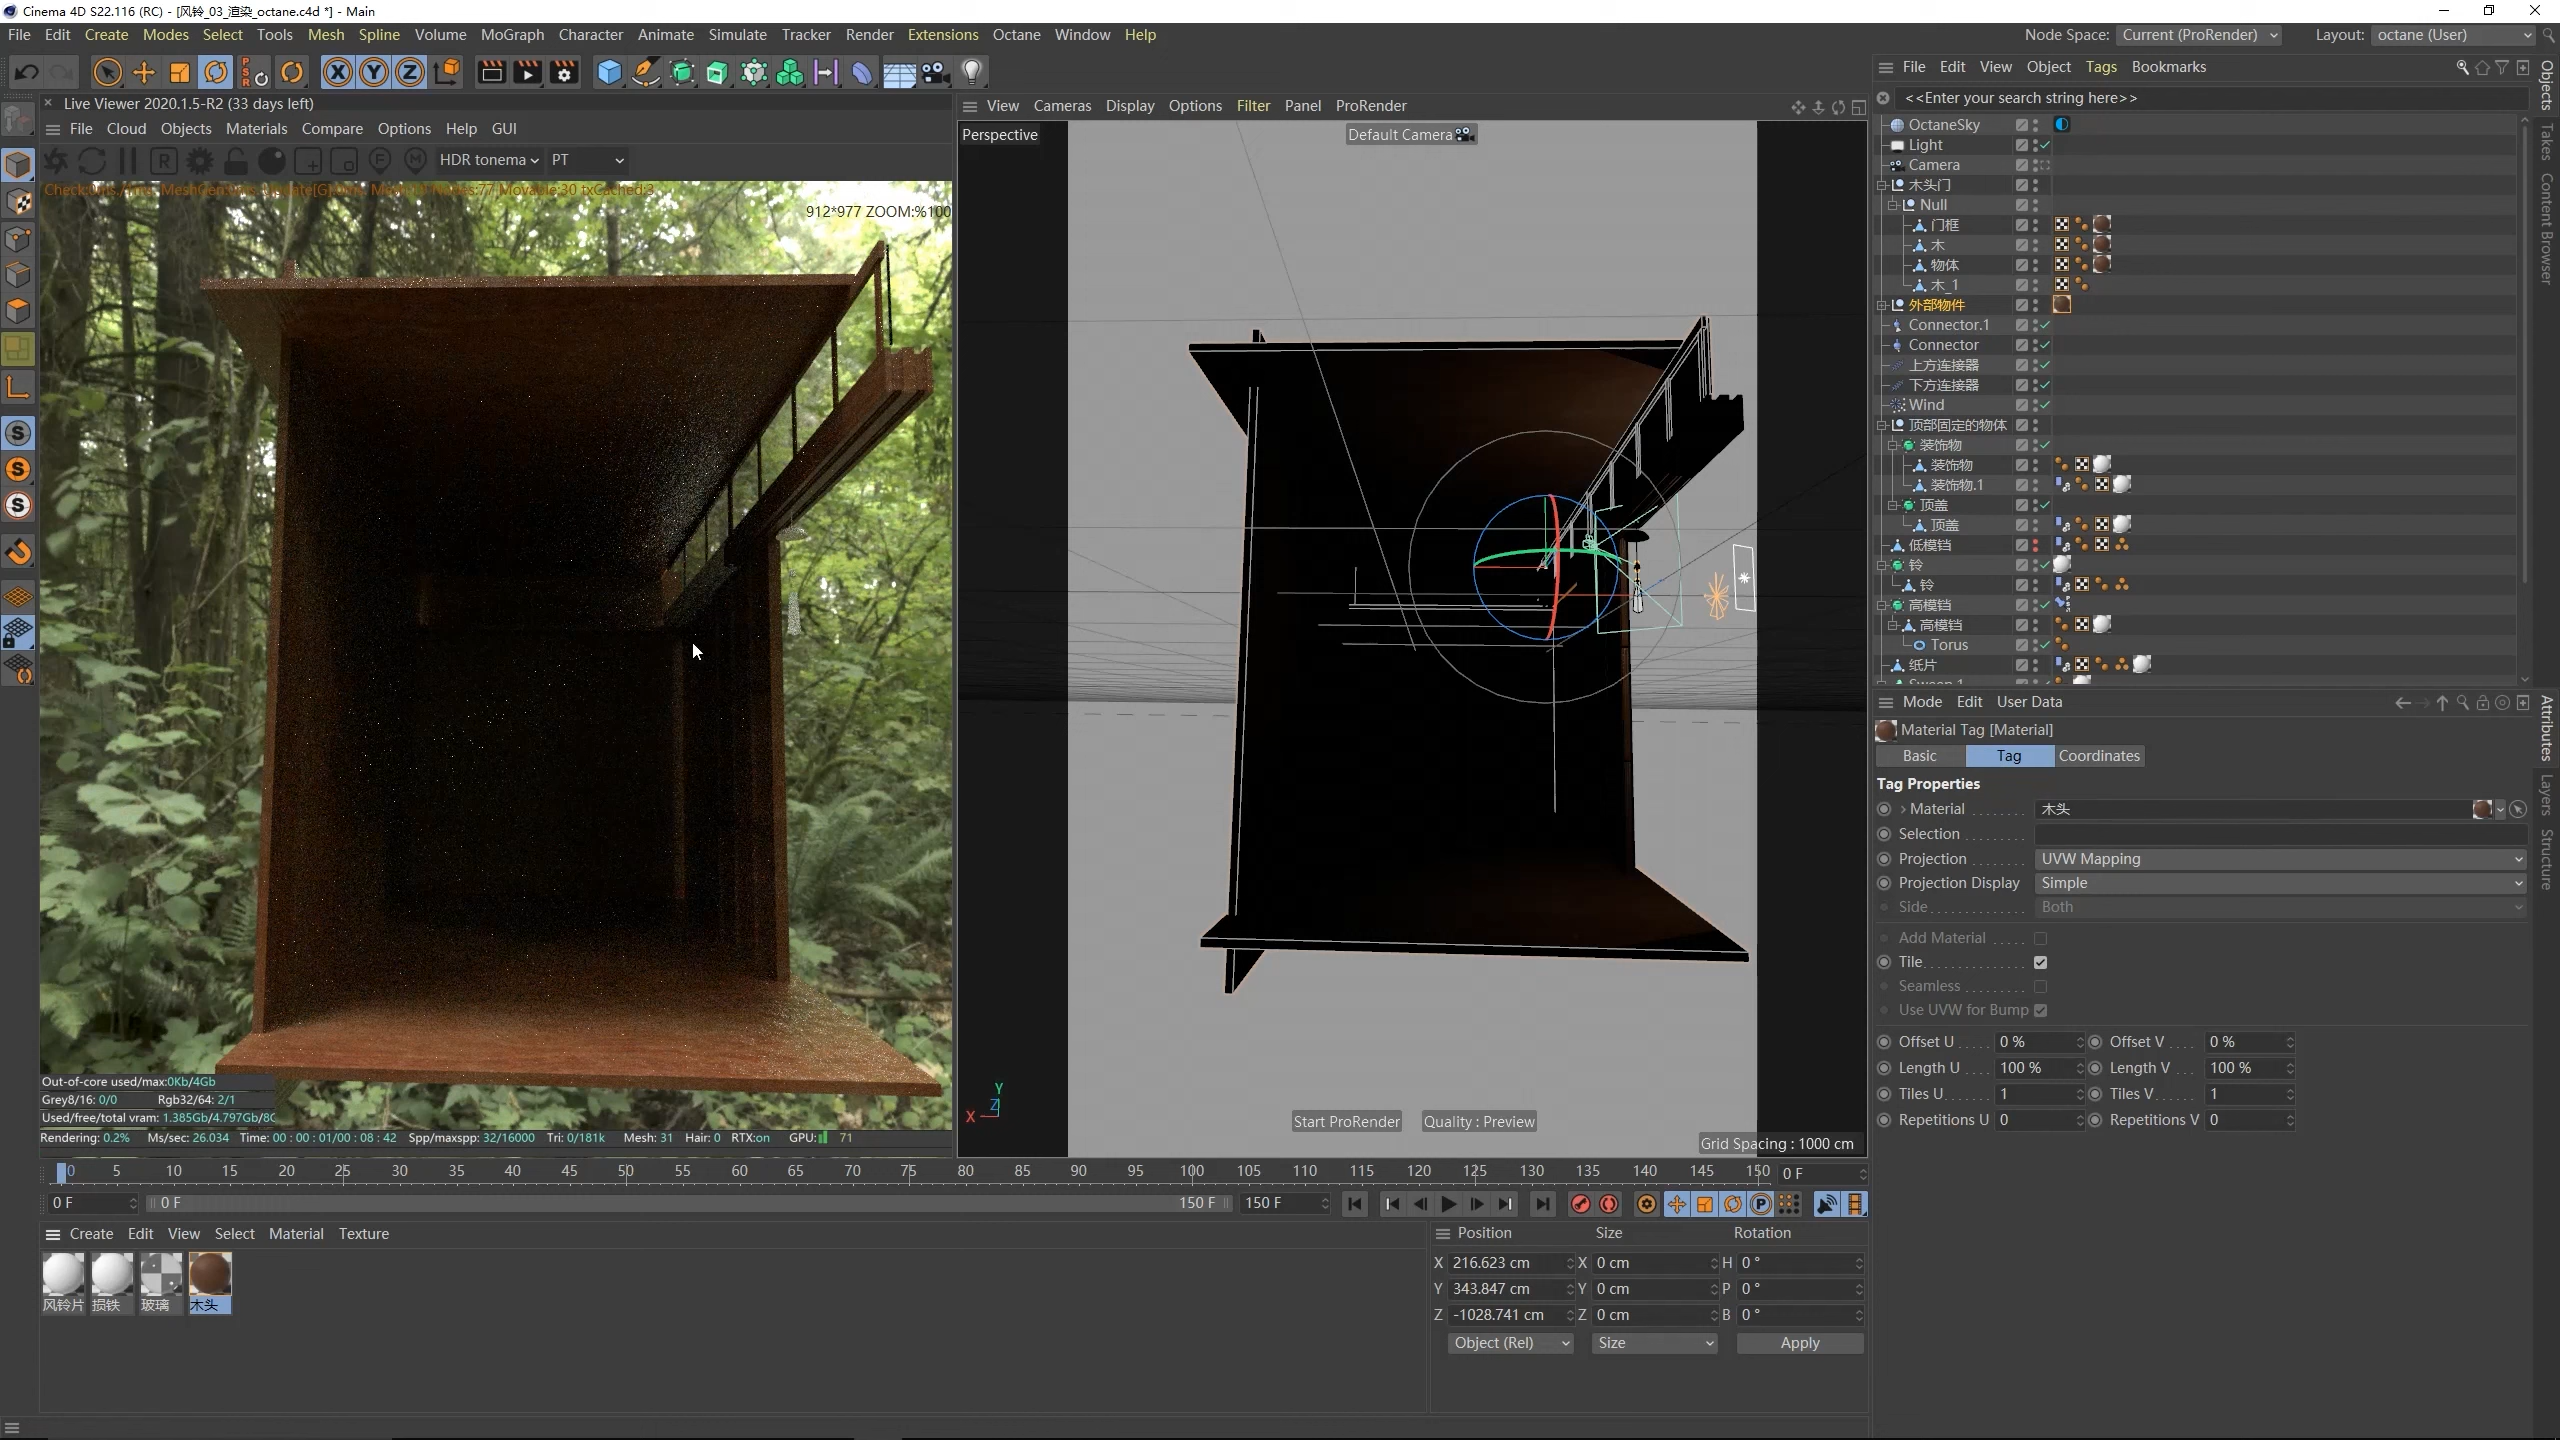 Cinema 4D S22.116 (RC) - [风铃_03_渲染_octane.c4d *] - Main
File Edit Create Modes Select Tools Mesh Spline Volume MoGraph Character Animate Simulate Tracker Render Extensions Octane Window Help
Node Space: Current (ProRender) Layout: octane (User)
Live Viewer 2020.1.5-R2 (33 days left)
File Cloud Objects Materials Compare Options Help GUI
HDR tonema PT
912*977 ZOOM:%100
View Cameras Display Options Filter Panel ProRender
Perspective
Default Camera
Start ProRender Quality : Preview
Grid Spacing : 1000 cm
Y
X
Z
Out-of-core used/max:0Kb/4Gb
Grey8/16: 0/0 Rgb32/64: 2/1
Used/free/total vram: 1.385Gb/4.797Gb/8G
Rendering: 0.2% Ms/sec: 26.034 Time: 00 : 00 : 01/00 : 08 : 42 Spp/maxspp: 32/16000 Tri: 0/181k Mesh: 31 Hair: 0 RTX:on GPU: 71
File Edit View Object Tags Bookmarks
<<Enter your search string here>>
OctaneSky
Light
Camera
木头门
Null
门框
木
物体
木_1
外部物件
Connector.1
Connector
上方连接器
下方连接器
Wind
顶部固定的物体
装饰物
装饰物
装饰物.1
顶盖
顶盖
低模铛
铃
铃
高模铛
高模铛
Torus
纸片
Sweep.1
Objects
Takes
Content Browser
Attributes
Layers
Structure
Mode Edit User Data
Material Tag [Material]
Basic Tag Coordinates
Tag Properties
Material 木头
Selection
Projection UVW Mapping
Projection Display Simple
Side Both
Add Material
Tile
Seamless
Use UVW for Bump
Offset U 0 % Offset V 0 %
Length U 100 % Length V 100 %
Tiles U 1 Tiles V 1
Repetitions U 0 Repetitions V 0
0 5 10 15 20 25 30 35 40 45 50 55 60 65 70 75 80 85 90 95 100 105 110 115 120 125 130 135 140 145 150 0 F
0 F 0 F 150 F 150 F
Create Edit View Select Material Texture
风铃片 损铁 玻璃 木头
Position Size Rotation
X 216.623 cm X 0 cm H 0 °
Y 343.847 cm Y 0 cm P 0 °
Z -1028.741 cm Z 0 cm B 0 °
Object (Rel) Size Apply